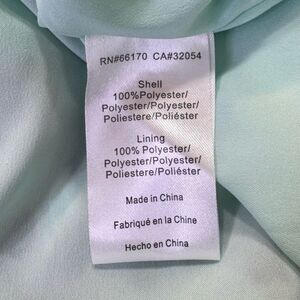 RN#66170 CA#32054
Shell
100%Polyester/
Polyester/Polyester/
Poliestere/Poliéster
Lining
100% Polyester/
Polyester/Polyester/
Poliestere/Poliéster
Made in China
Fabriqué en la Chine
Hecho en China